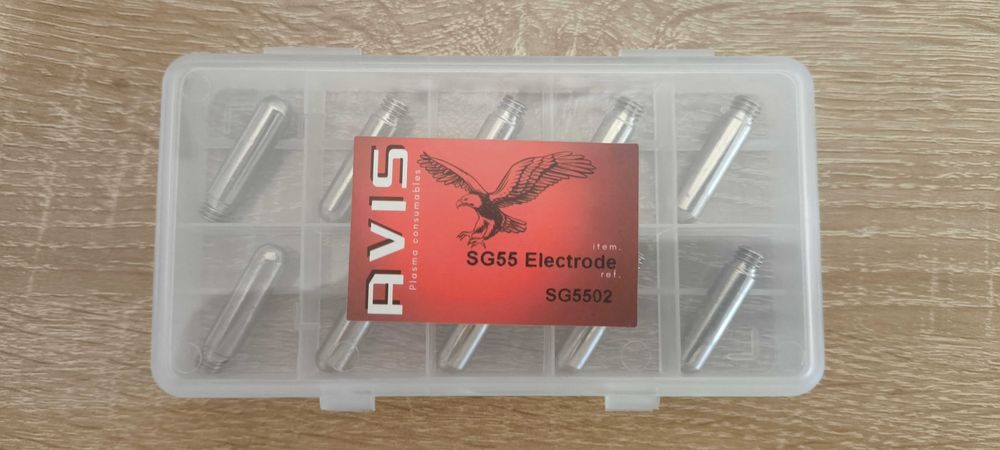 AVIS
Plasma consumables
item.
SG55 Electrode
ref.
SG5502